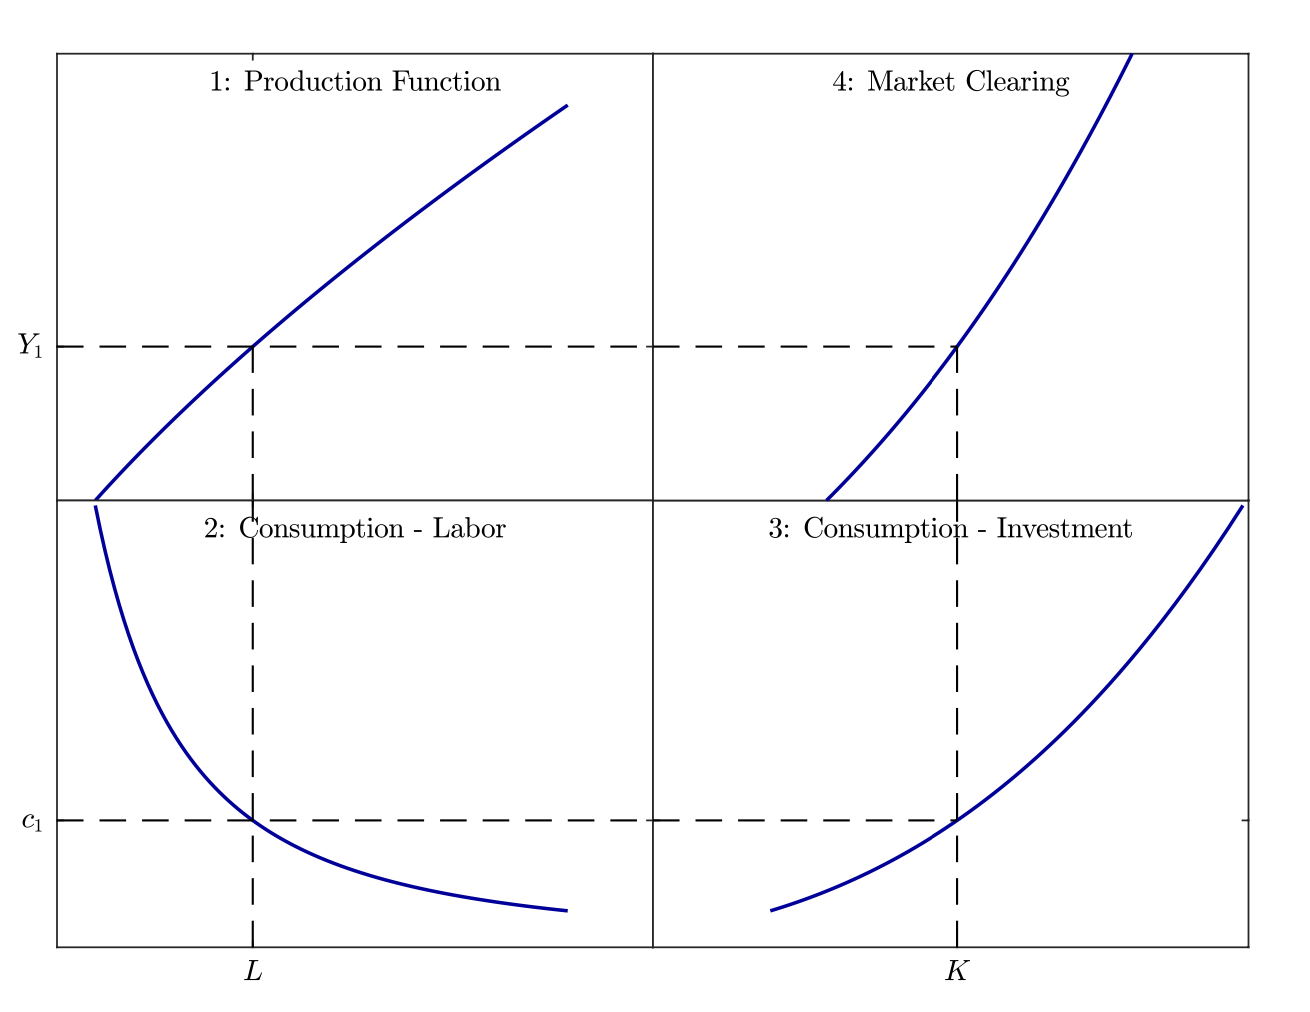 1: Production Function
4: Market Clearing
Y₁
2: Consumption - Labor
3: Consumption - Investment
c₁
L
K